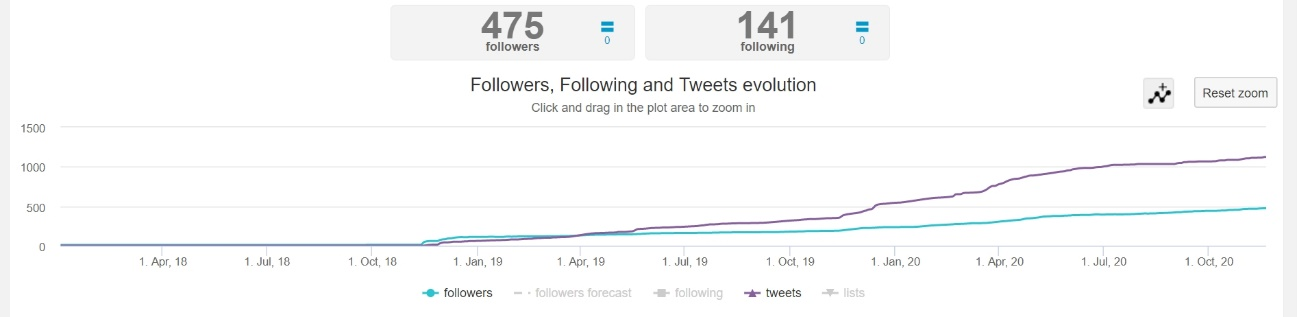 475
followers
0
141
following
0
Followers, Following and Tweets evolution
Click and drag in the plot area to zoom in
Reset zoom
1500
1000
500
0
1. Apr, 18 1. Jul, 18 1. Oct, 18 1. Jan, 19 1. Apr, 19 1. Jul, 19 1. Oct, 19 1. Jan, 20 1. Apr, 20 1. Jul, 20 1. Oct, 20
followers followers forecast following tweets lists